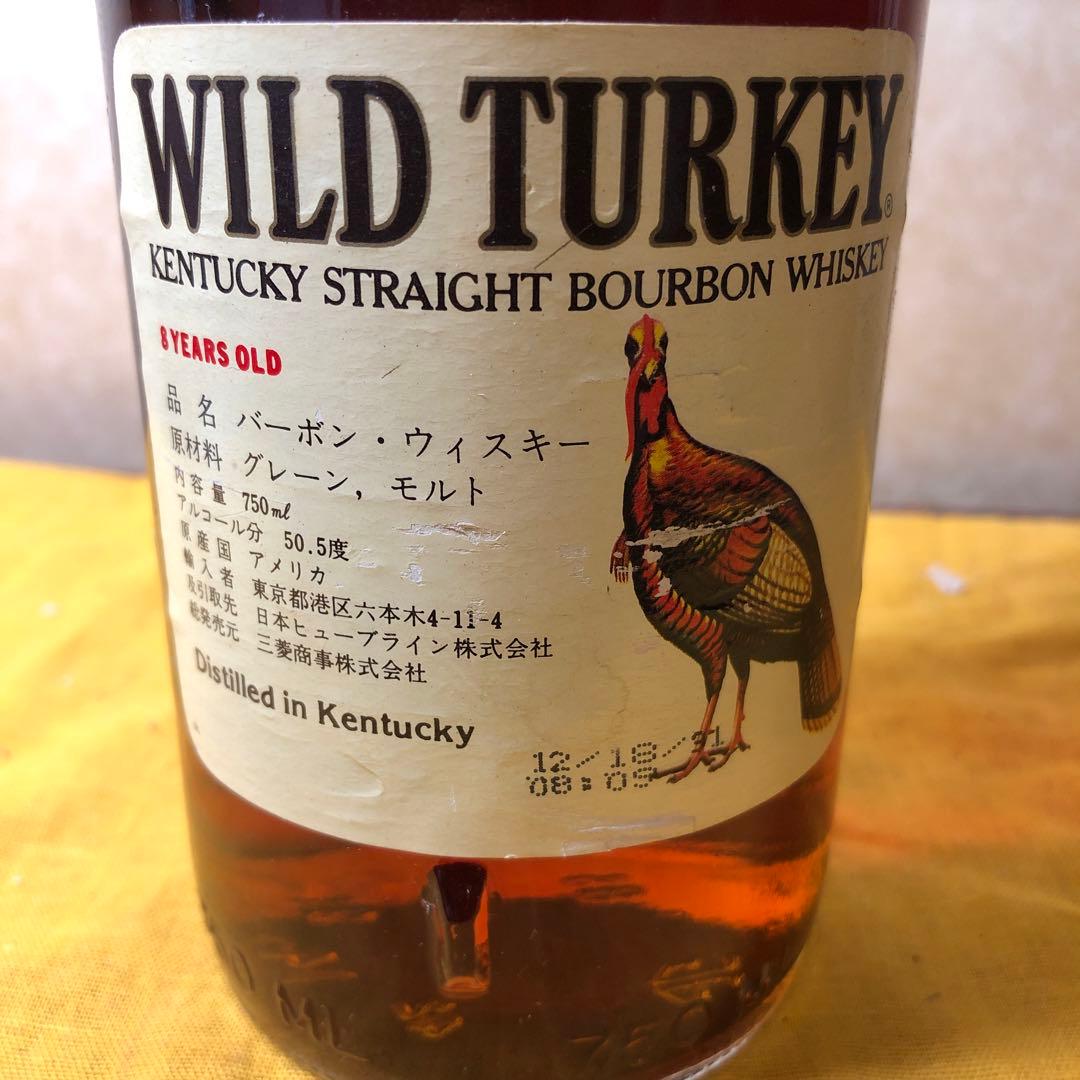 WILD TURKEY®
KENTUCKY STRAIGHT BOURBON WHISKEY
8 YEARS OLD
品名 バーボン・ウィスキー
原材料 グレーン, モルト
内容量 750ml
アルコール分 50.5度
原産国 アメリカ
輸入者 東京都港区六本木4-11-4
引取先 日本ヒューブライン株式会社
総発売元 三菱商事株式会社
Distilled in Kentucky
12/18/91
08:09
750